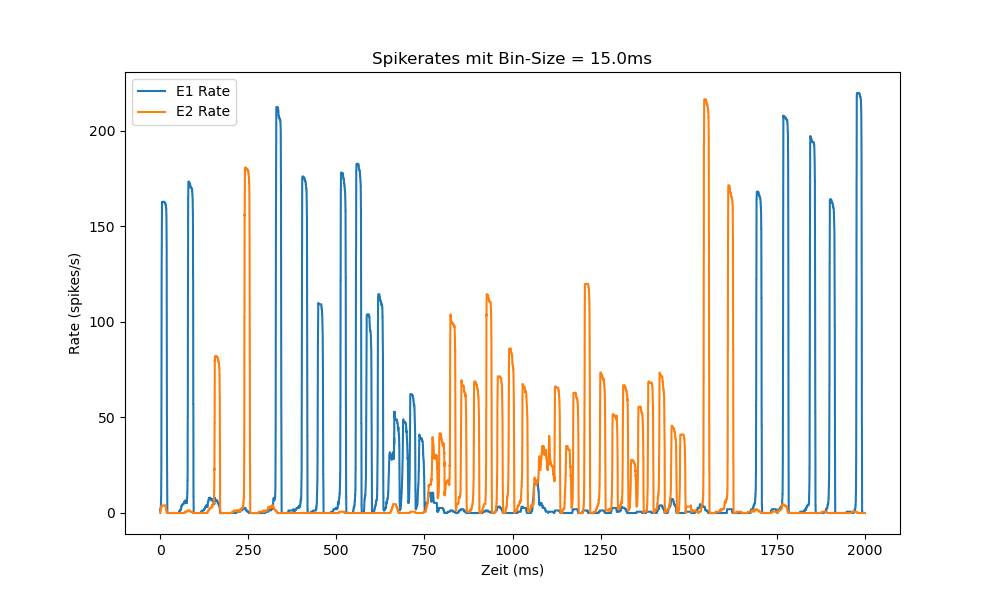 Spikerates mit Bin-Size = 15.0ms
E1 Rate
E2 Rate
200
150
100
50
0
Rate (spikes/s)
0 250 500 750 1000 1250 1500 1750 2000
Zeit (ms)